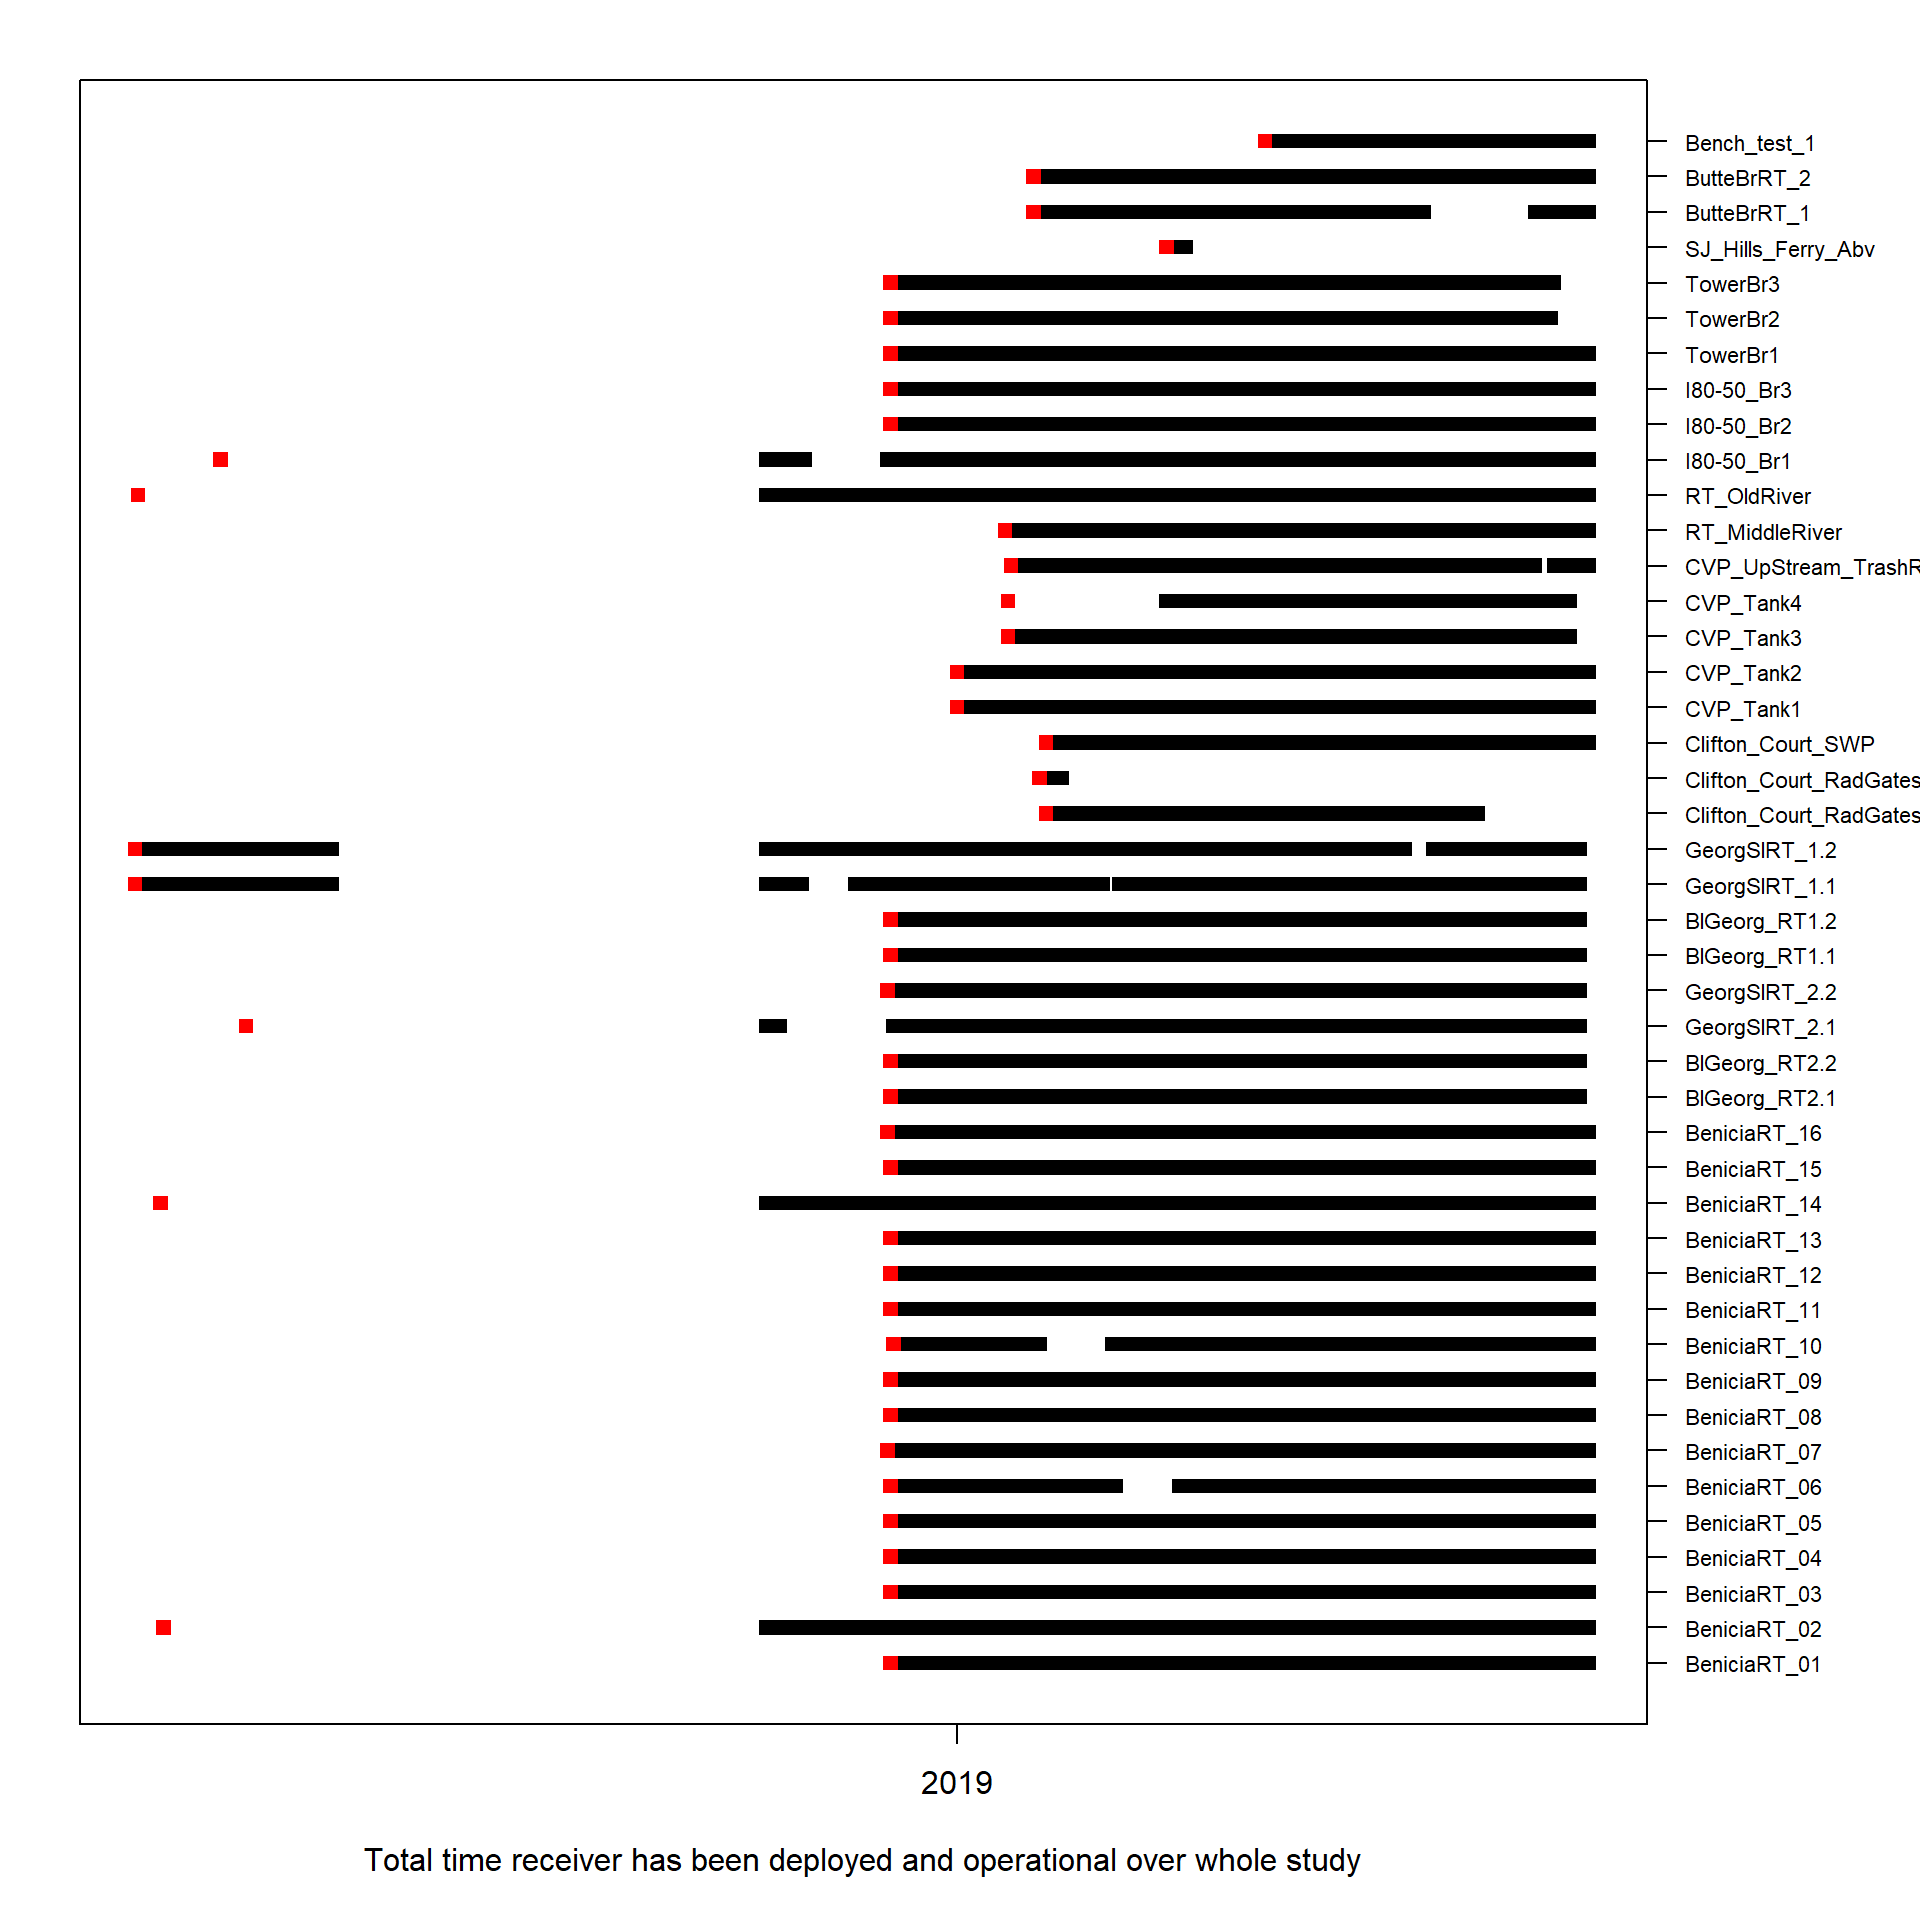 Bench_test_1
ButteBrRT_2
ButteBrRT_1
SJ_Hills_Ferry_Abv
TowerBr3
TowerBr2
TowerBr1
I80-50_Br3
I80-50_Br2
I80-50_Br1
RT_OldRiver
RT_MiddleRiver
CVP_UpStream_TrashR
CVP_Tank4
CVP_Tank3
CVP_Tank2
CVP_Tank1
Clifton_Court_SWP
Clifton_Court_RadGates
Clifton_Court_RadGates
GeorgSlRT_1.2
GeorgSlRT_1.1
BlGeorg_RT1.2
BlGeorg_RT1.1
GeorgSlRT_2.2
GeorgSlRT_2.1
BlGeorg_RT2.2
BlGeorg_RT2.1
BeniciaRT_16
BeniciaRT_15
BeniciaRT_14
BeniciaRT_13
BeniciaRT_12
BeniciaRT_11
BeniciaRT_10
BeniciaRT_09
BeniciaRT_08
BeniciaRT_07
BeniciaRT_06
BeniciaRT_05
BeniciaRT_04
BeniciaRT_03
BeniciaRT_02
BeniciaRT_01
2019
Total time receiver has been deployed and operational over whole study